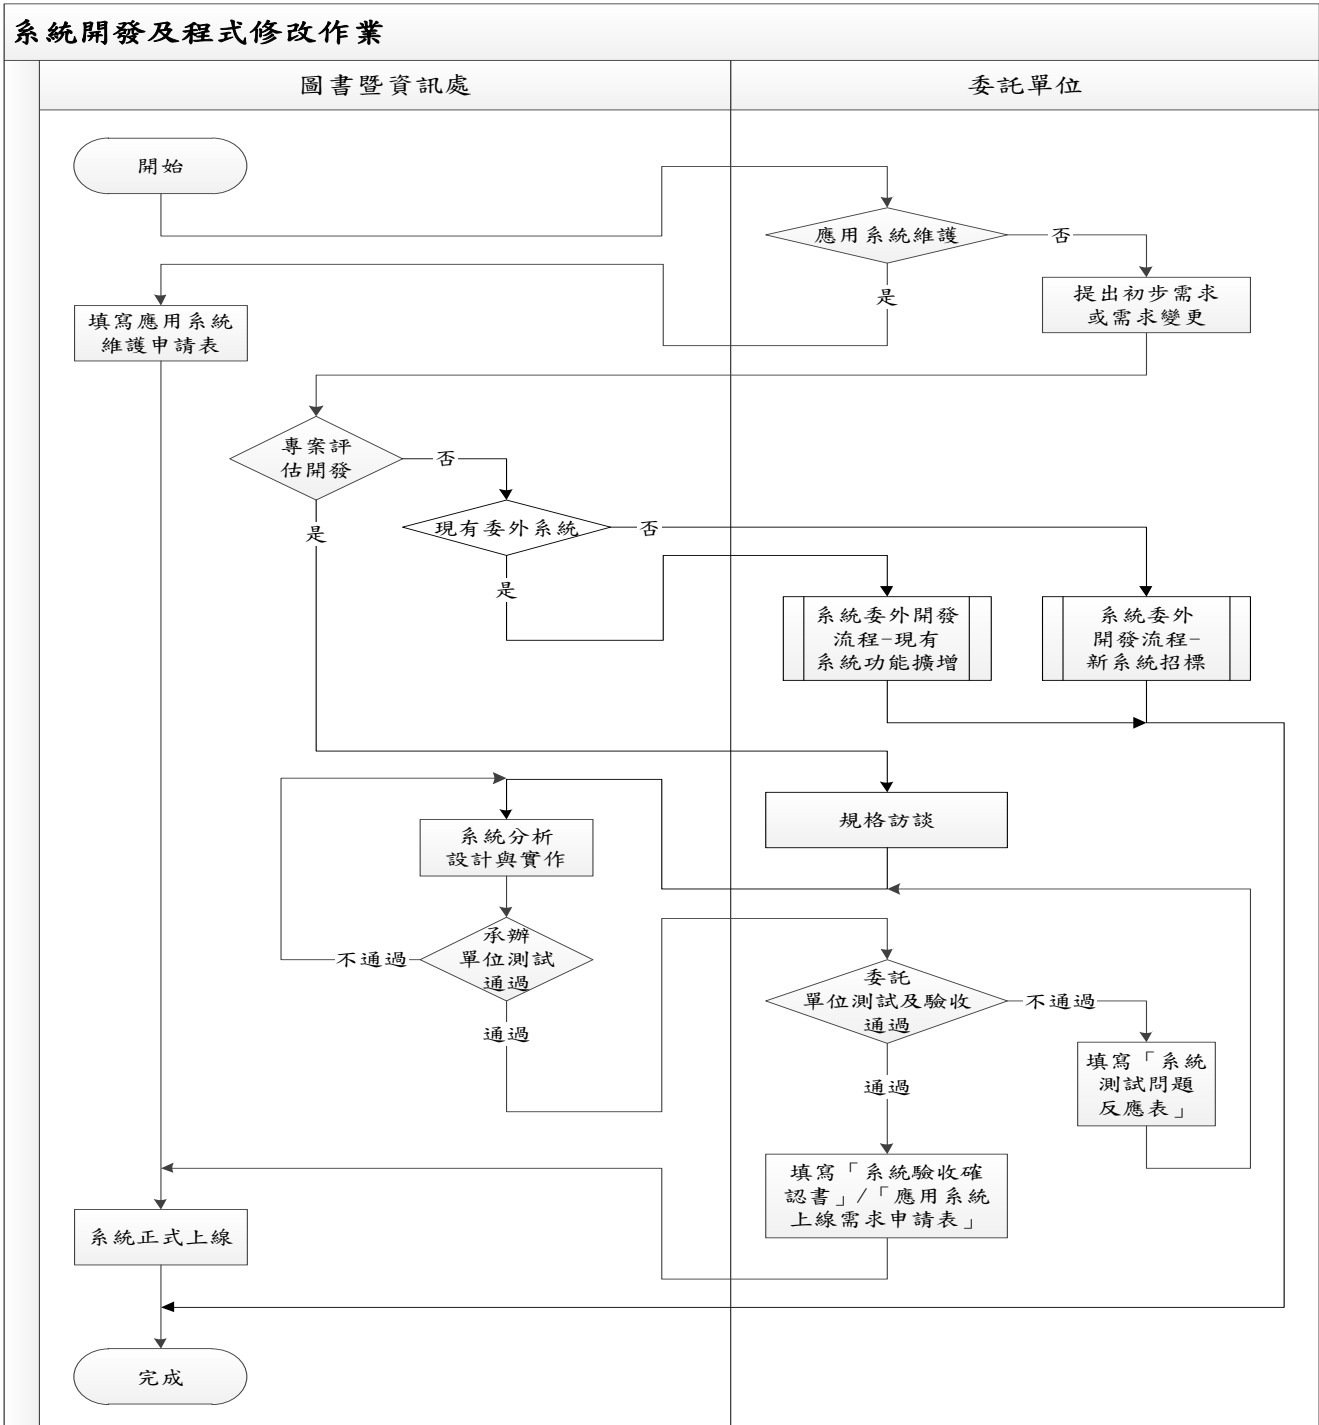 系統開發及程式修改作業
圖書暨資訊處
委託單位
開始
應用系統維護
否
是
提出初步需求
或需求變更
填寫應用系統
維護申請表
專案評
估開發
否
是
現有委外系統
否
是
系統委外開發
流程-現有
系統功能擴增
系統委外
開發流程-
新系統招標
規格訪談
系統分析
設計與實作
承辦
單位測試
通過
不通過
通過
委託
單位測試及驗收
通過
不通過
通過
填寫「系統
測試問題
反應表」
填寫「系統驗收確
認書」/「應用系統
上線需求申請表」
系統正式上線
完成